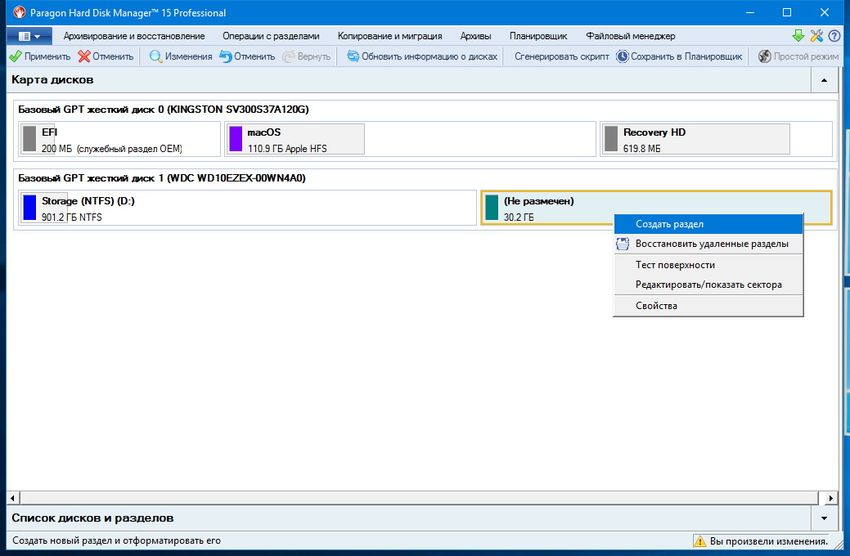 Paragon Hard Disk Manager™ 15 Professional
Архивирование и восстановление Операции с разделами Копирование и миграция Архивы Планировщик Файловый менеджер
Применить Отменить Изменения Отменить Вернуть Обновить информацию о дисках Сгенерировать скрипт Сохранить в Планировщик Простой режим
Карта дисков
Базовый GPT жесткий диск 0 (KINGSTON SV300S37A120G)
EFI macOS Recovery HD
200 МБ (служебный раздел OEM) 110.9 ГБ Apple HFS 619.8 МБ
Базовый GPT жесткий диск 1 (WDC WD10EZEX-00WN4A0)
Storage (NTFS) (D:) (Не размечен)
901.2 ГБ NTFS 30.2 ГБ
Создать раздел
Восстановить удаленные разделы
Тест поверхности
Редактировать/показать сектора
Свойства
Список дисков и разделов
Создать новый раздел и отформатировать его Вы произвели изменения.